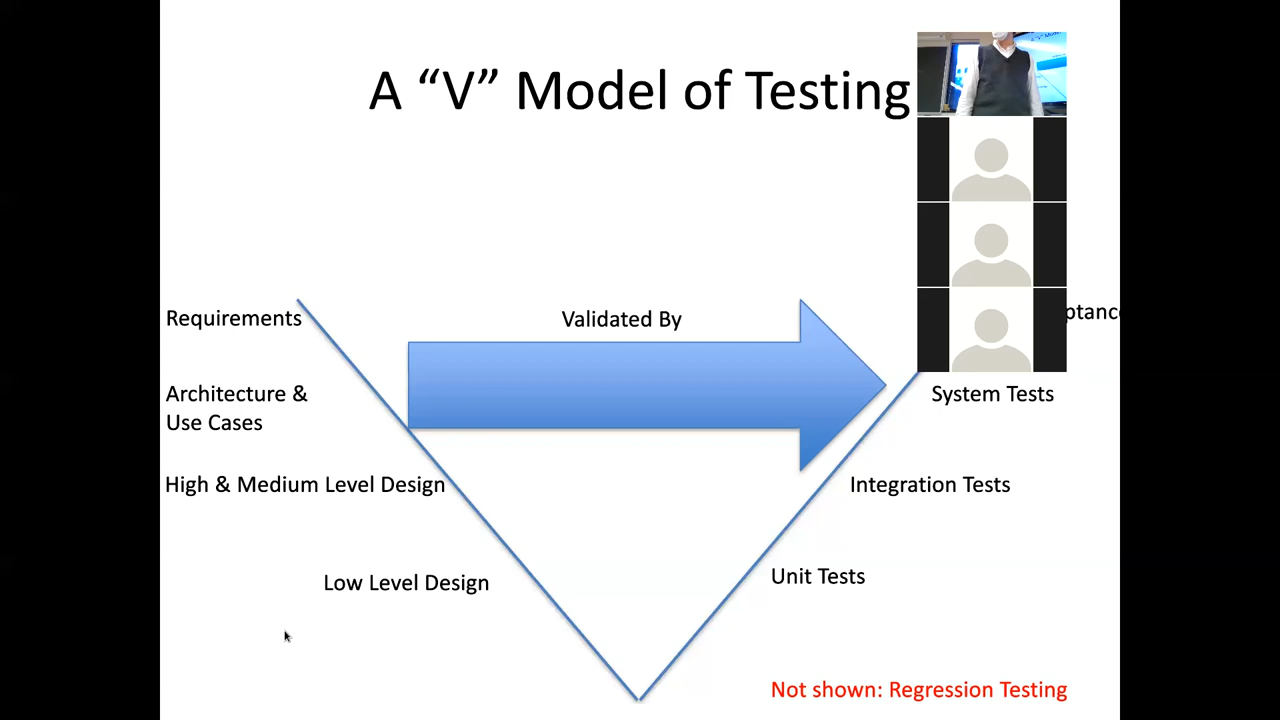 A “V” Model of Testing
Requirements
Validated By
Architecture &
Use Cases
System Tests
High & Medium Level Design
Integration Tests
Low Level Design
Unit Tests
Not shown: Regression Testing